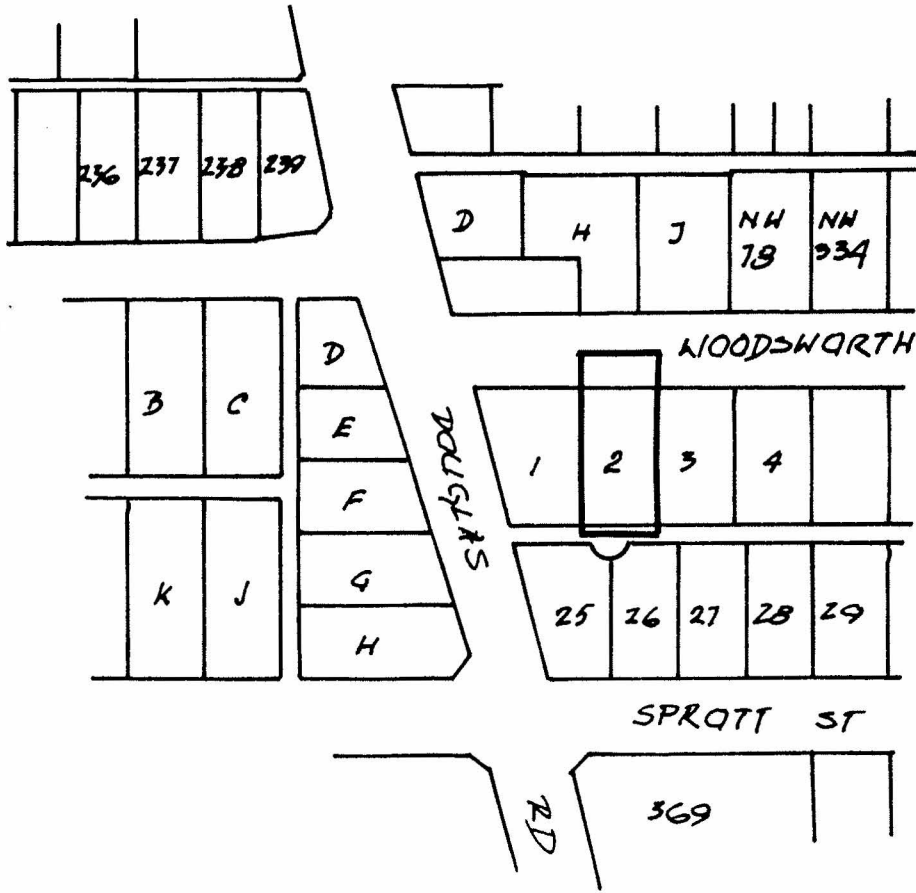 236 237 238 239
D H J NW 78 NW 334
WOODSWORTH
D
B C
E
1 2 3 4
DOUGLAS
F
K J
G
25 26 27 28 29
H
SPROTT ST
RD
369